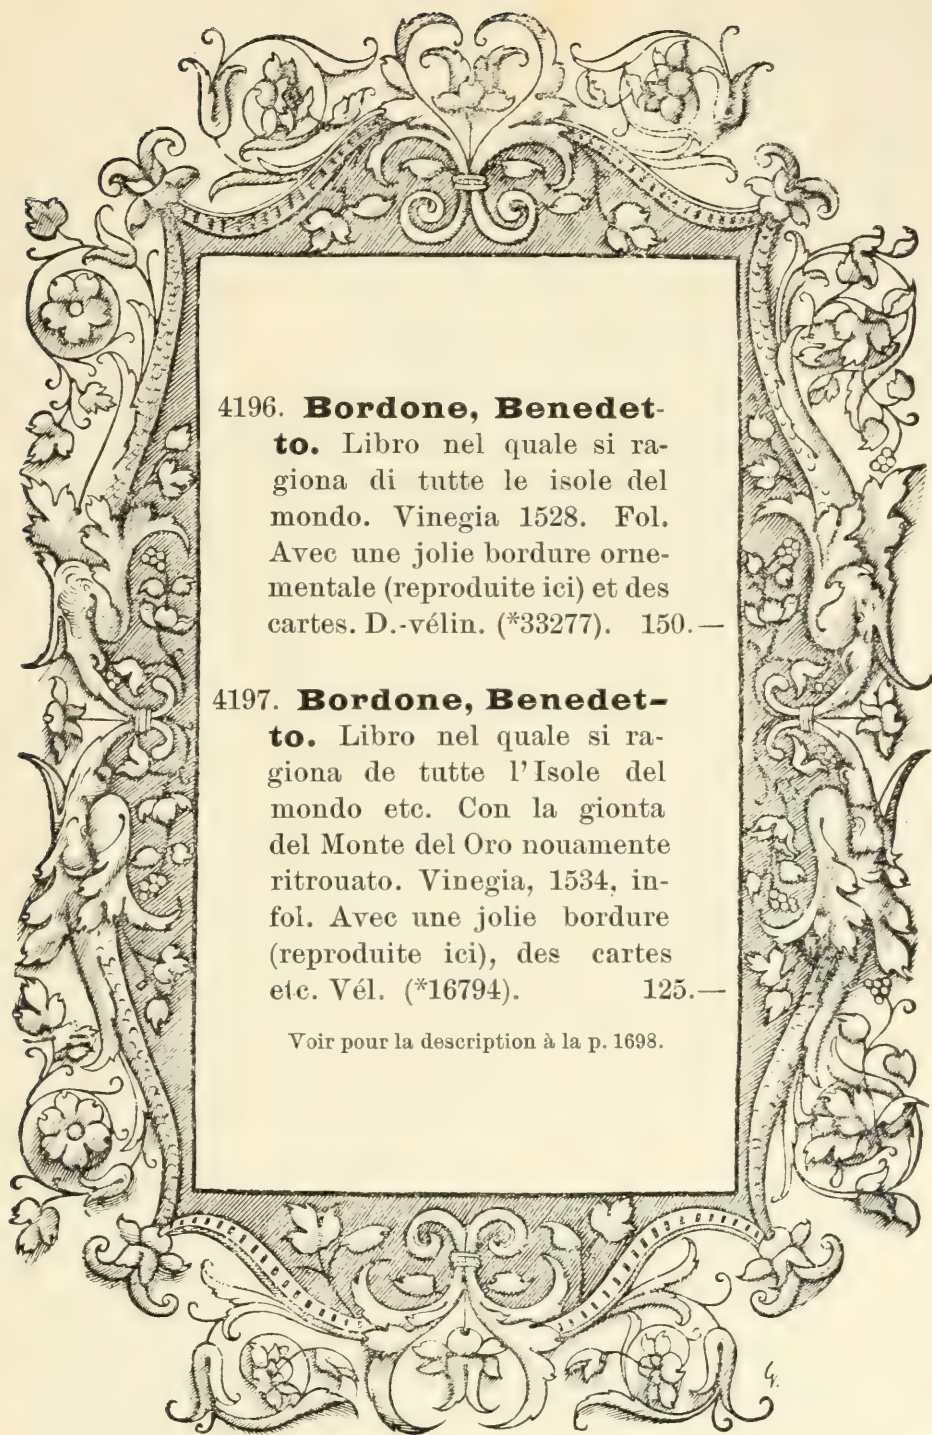 4196. Bordone, Benedet-
to. Libro nel quale si ra-
giona di tutte le isole del
mondo. Vinegia 1528. Fol.
Avec une jolie bordure orne-
mentale (reproduite ici) et des
cartes. D.-vélin. (*33277). 150.—
4197. Bordone, Benedet-
to. Libro nel quale si ra-
giona de tutte l'Isole del
mondo etc. Con la gionta
del Monte del Oro nouamente
ritrouato. Vinegia, 1534, in-
fol. Avec une jolie bordure
(reproduite ici), des cartes
etc. Vél. (*16794). 125.—
Voir pour la description à la p. 1698.